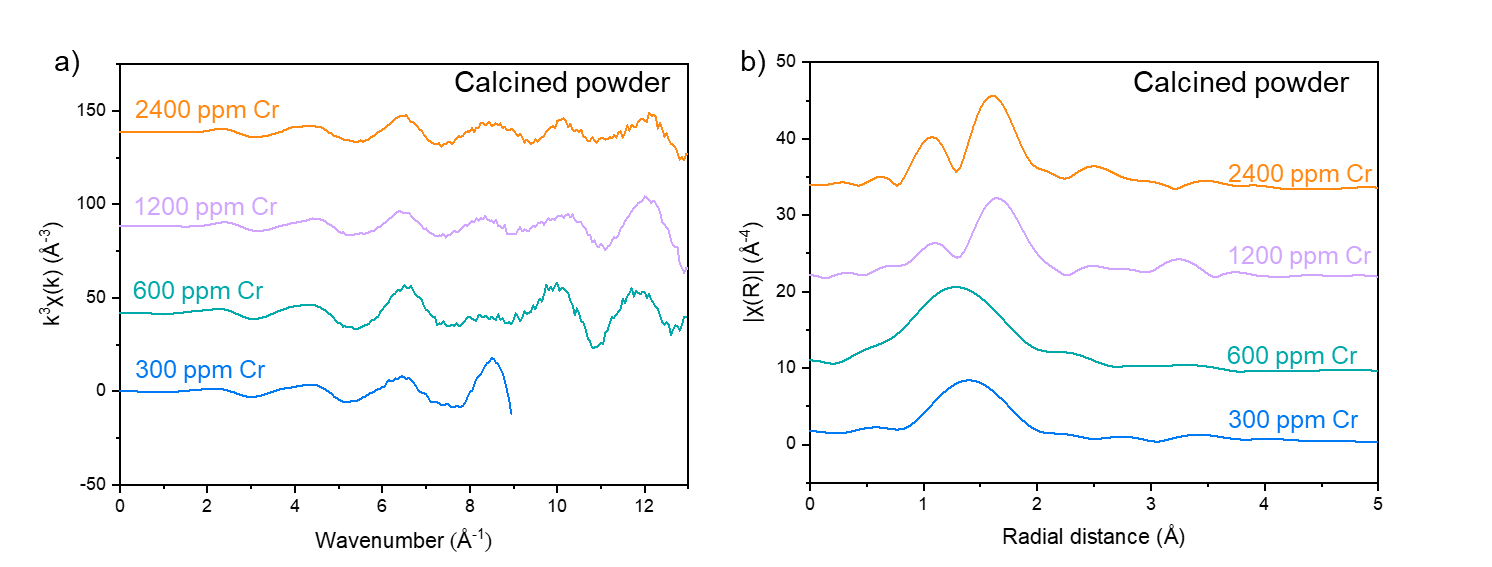 a)
Calcined powder
2400 ppm Cr
1200 ppm Cr
600 ppm Cr
300 ppm Cr
150
100
50
0
-50
0 2 4 6 8 10 12
k³χ(k) (Å⁻³)
Wavenumber (Å⁻¹)
b)
Calcined powder
2400 ppm Cr
1200 ppm Cr
600 ppm Cr
300 ppm Cr
50
40
30
20
10
0
0 1 2 3 4 5
|χ(R)| (Å⁻⁴)
Radial distance (Å)